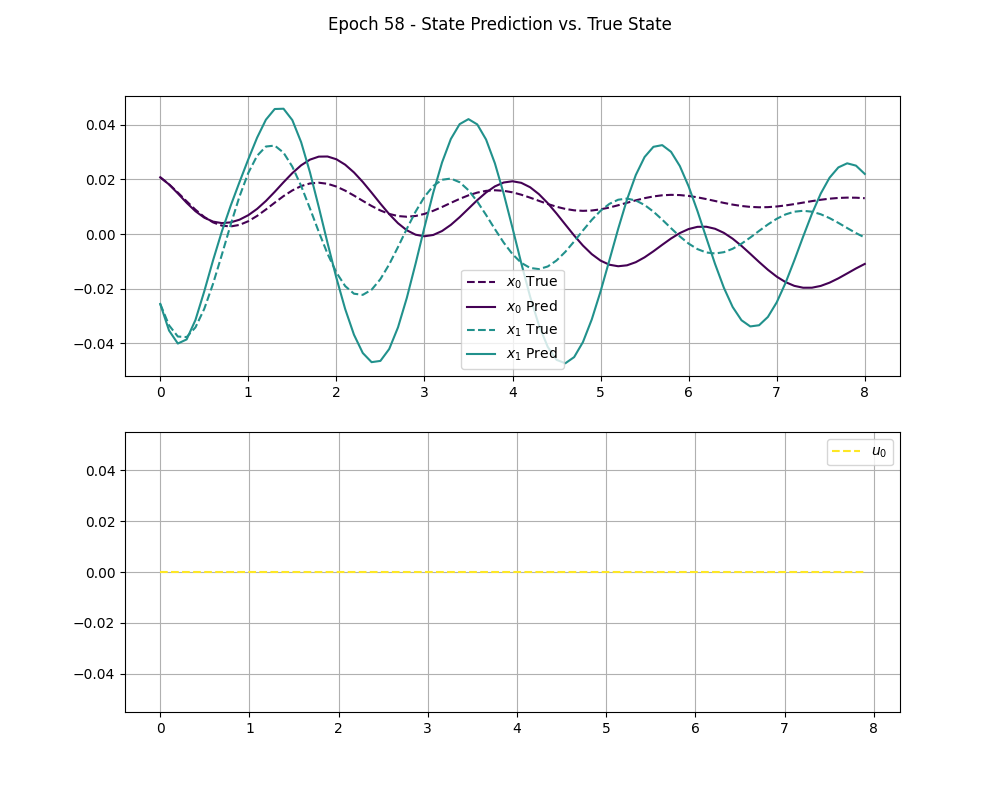 Epoch 58 - State Prediction vs. True State
0.04
0.02
0.00
−0.02
−0.04
x₀ True
x₀ Pred
x₁ True
x₁ Pred
0 1 2 3 4 5 6 7 8
0.04
0.02
0.00
−0.02
−0.04
u₀
0 1 2 3 4 5 6 7 8